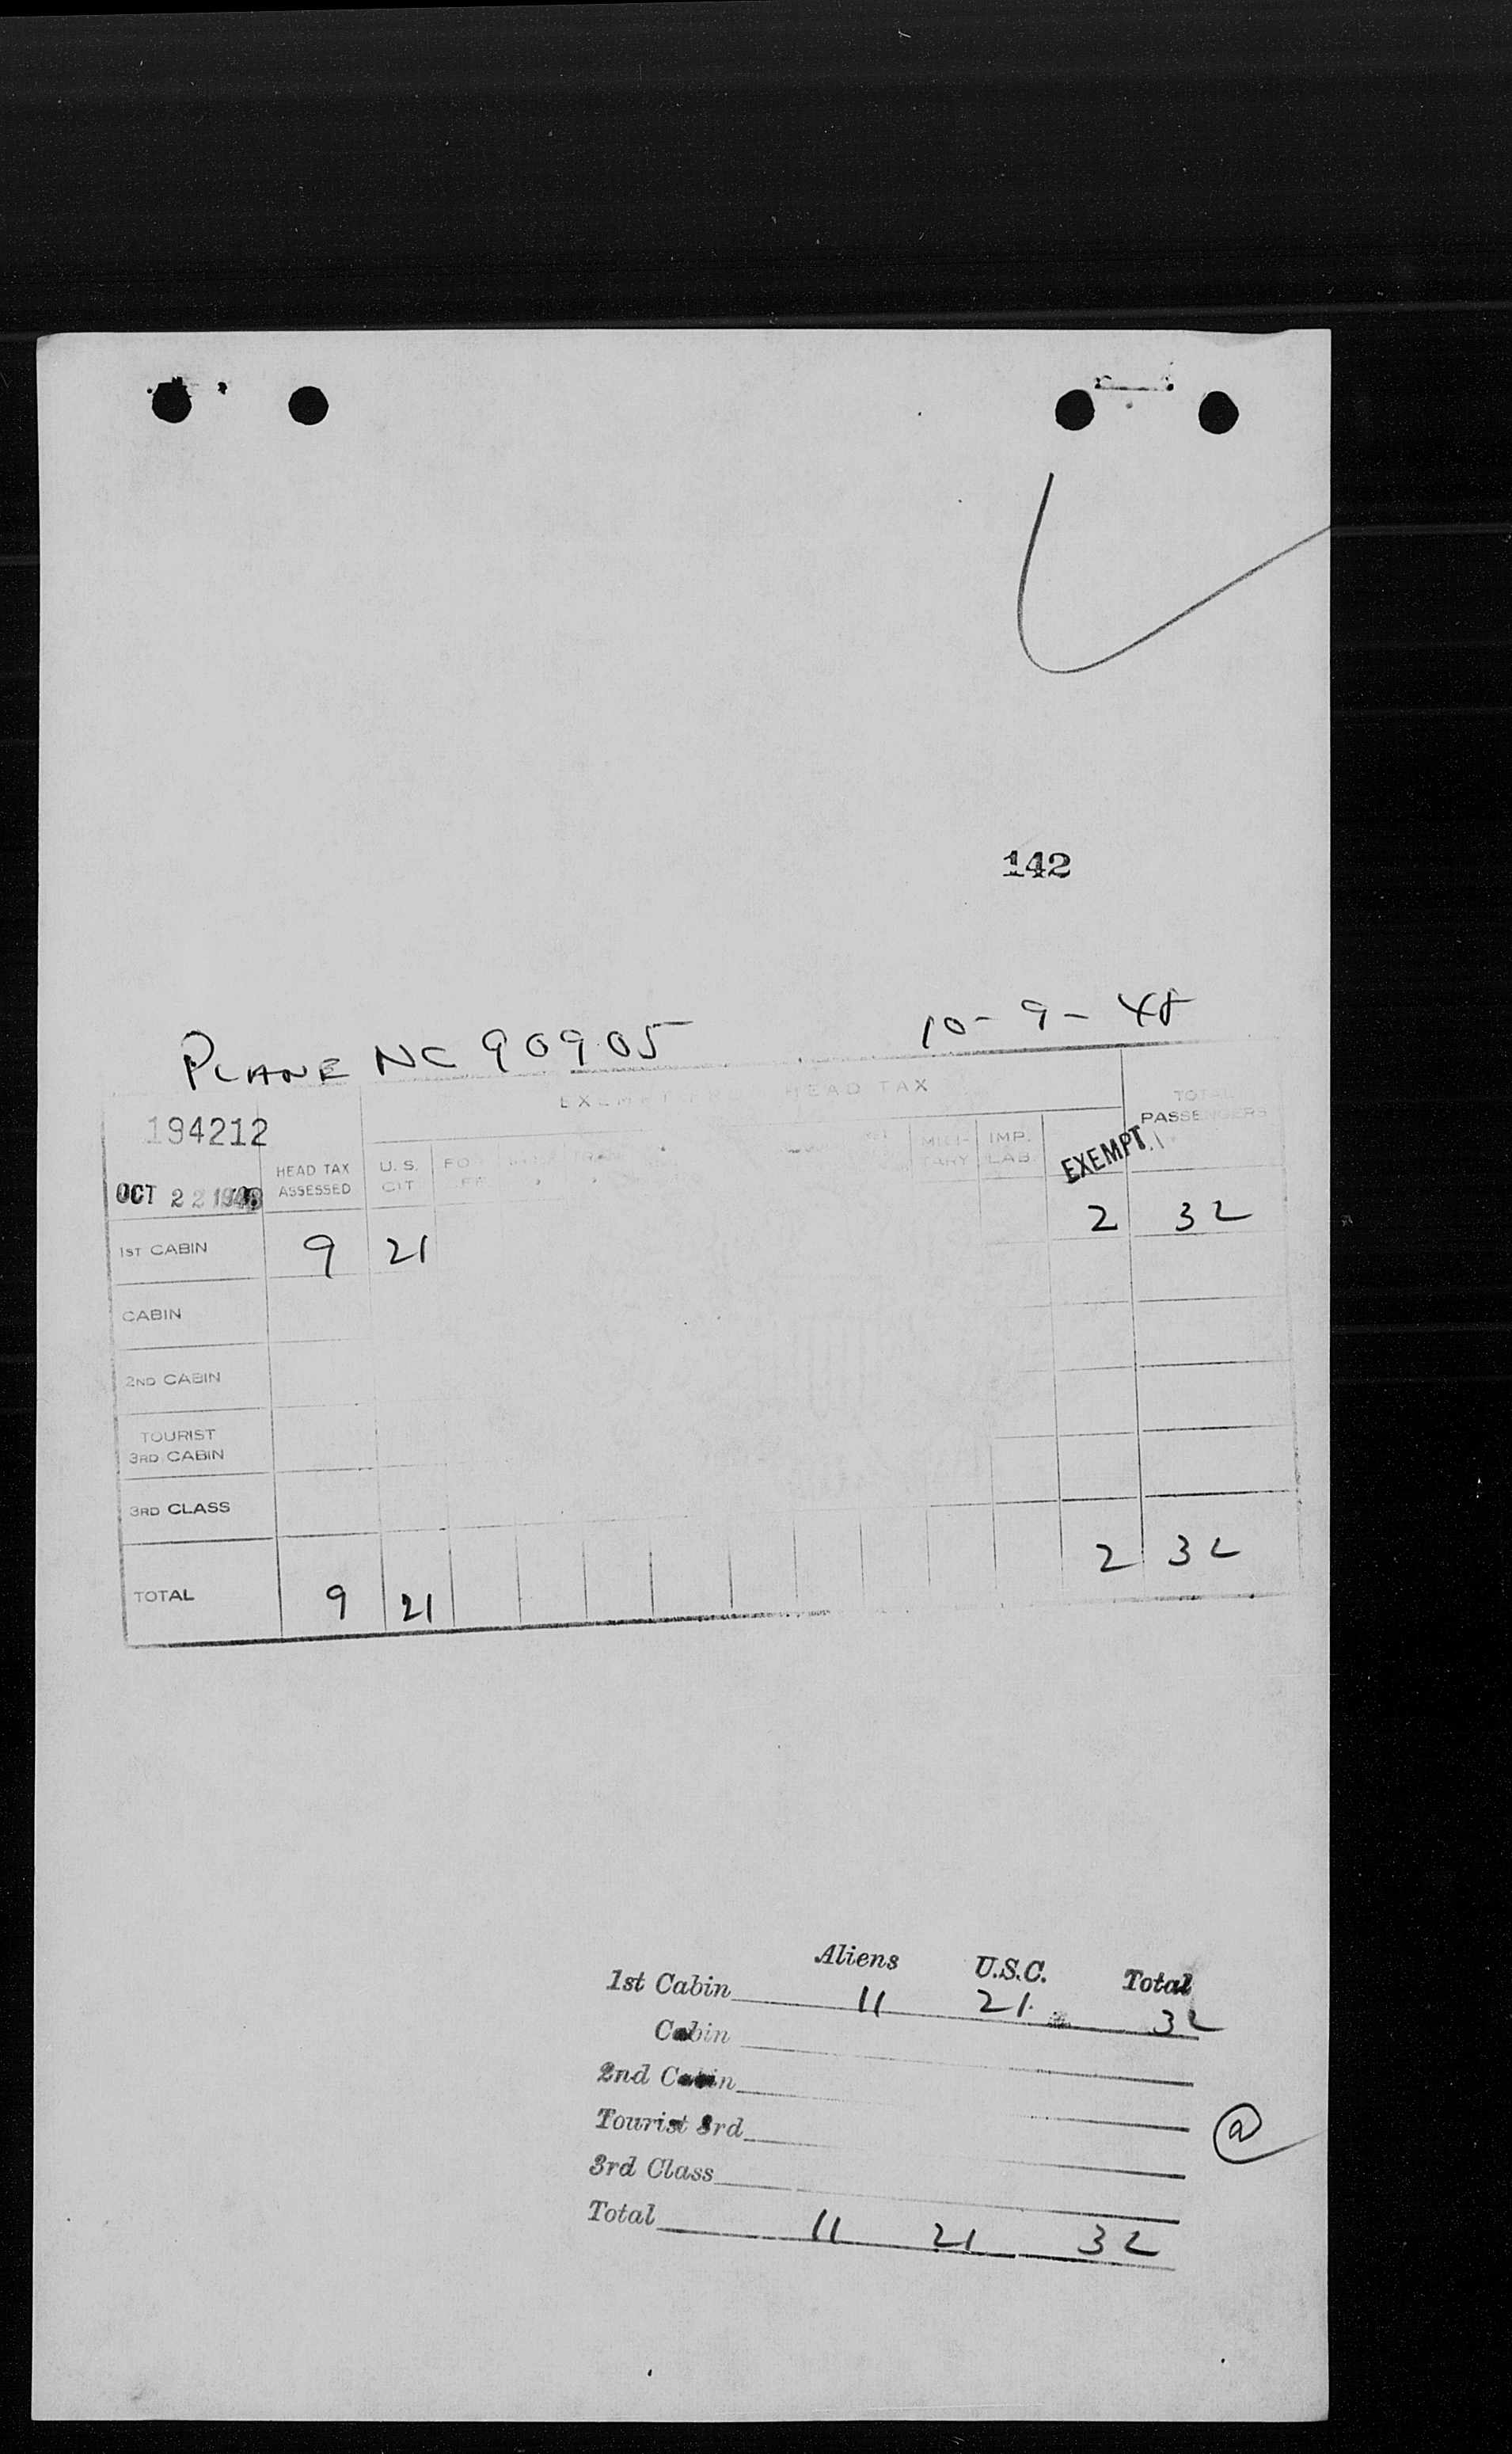 142
PLANE NC 90905 10-9-48
194212
EXEMPT HEAD TAX
TOTAL PASSENGERS
OCT 22 1948
HEAD TAX ASSESSED
U.S. CIT
MILI-TARY
IMP. LAB.
EXEMPT
1ST CABIN 9 21 2 32
CABIN
2ND CABIN
TOURIST
3RD CABIN
3RD CLASS
TOTAL 9 21 2 32
Aliens U.S.C. Total
1st Cabin 11 21 32
Cabin
2nd Cabin
Tourist 3rd
3rd Class
Total 11 21 32